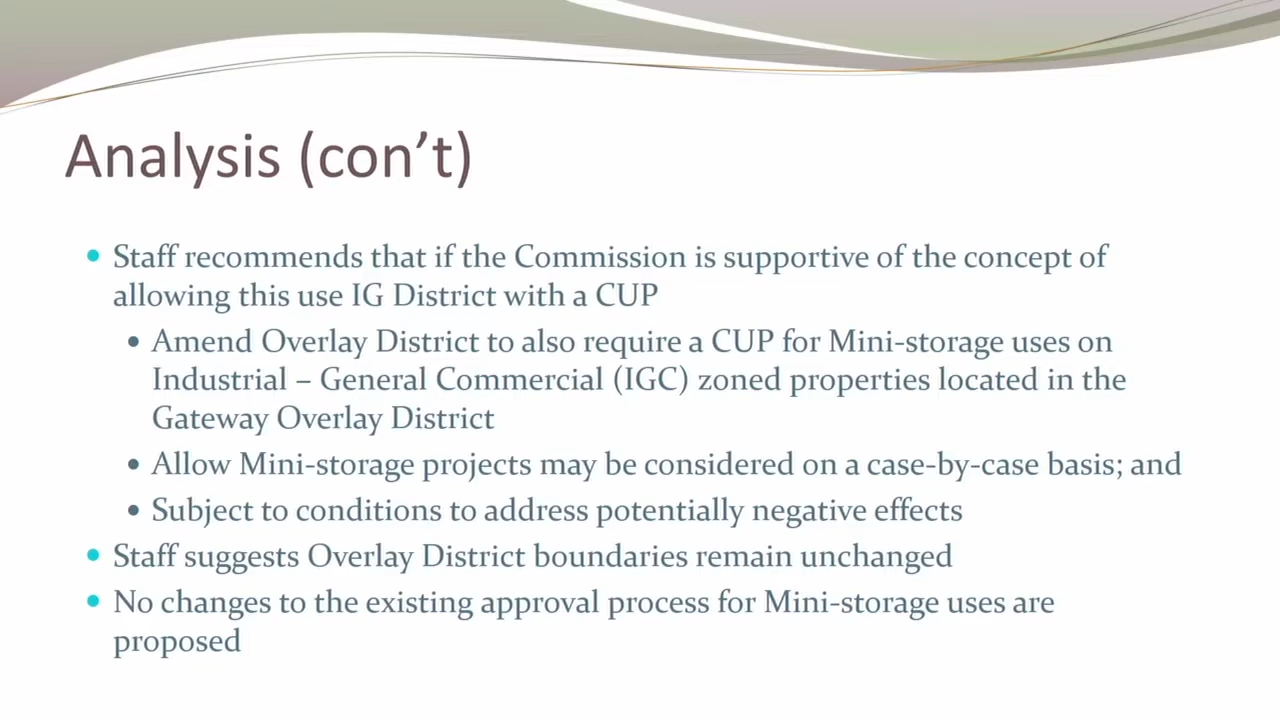 Analysis (con’t)
Staff recommends that if the Commission is supportive of the concept of
allowing this use IG District with a CUP
Amend Overlay District to also require a CUP for Mini-storage uses on
Industrial – General Commercial (IGC) zoned properties located in the
Gateway Overlay District
Allow Mini-storage projects may be considered on a case-by-case basis; and
Subject to conditions to address potentially negative effects
Staff suggests Overlay District boundaries remain unchanged
No changes to the existing approval process for Mini-storage uses are
proposed